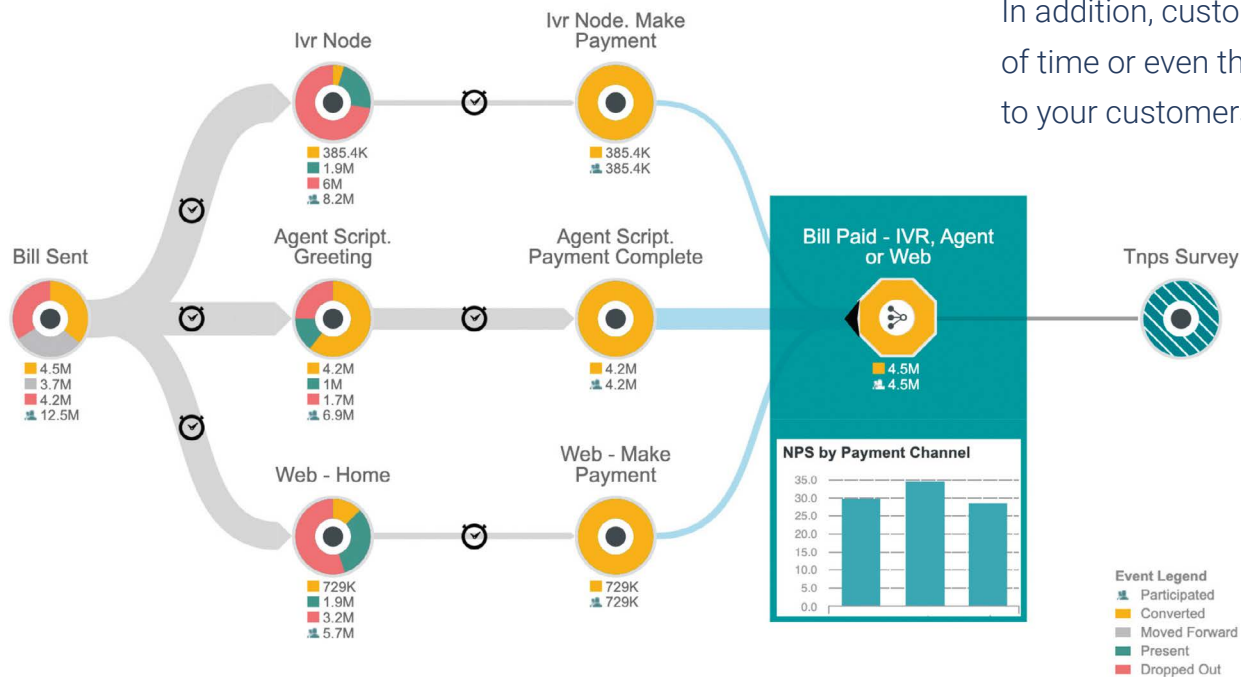 In addition, custo
of time or even th
to your customer
Ivr Node
385.4K
1.9M
6M
8.2M
Ivr Node. Make
Payment
385.4K
385.4K
Bill Sent
4.5M
3.7M
4.2M
12.5M
Agent Script.
Greeting
4.2M
1M
1.7M
6.9M
Agent Script.
Payment Complete
4.2M
4.2M
Bill Paid - IVR, Agent
or Web
4.5M
4.5M
Tnps Survey
Web - Home
729K
1.9M
3.2M
5.7M
Web - Make
Payment
729K
729K
NPS by Payment Channel
35.0
30.0
25.0
20.0
15.0
10.0
5.0
0.0
Event Legend
Participated
Converted
Moved Forward
Present
Dropped Out